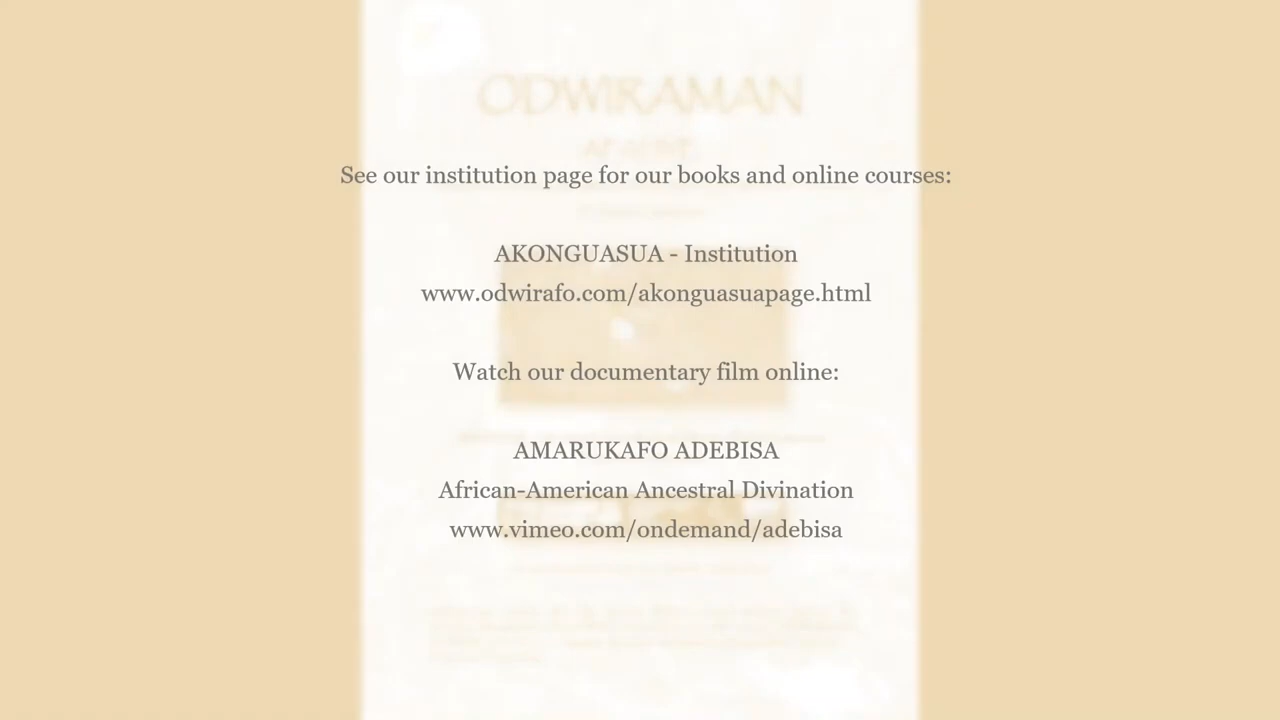 ODWIRAMAN
See our institution page for our books and online courses:
AKONGUASUA - Institution
www.odwirafo.com/akonguasuapage.html
Watch our documentary film online:
AMARUKAFO ADEBISA
African-American Ancestral Divination
www.vimeo.com/ondemand/adebisa